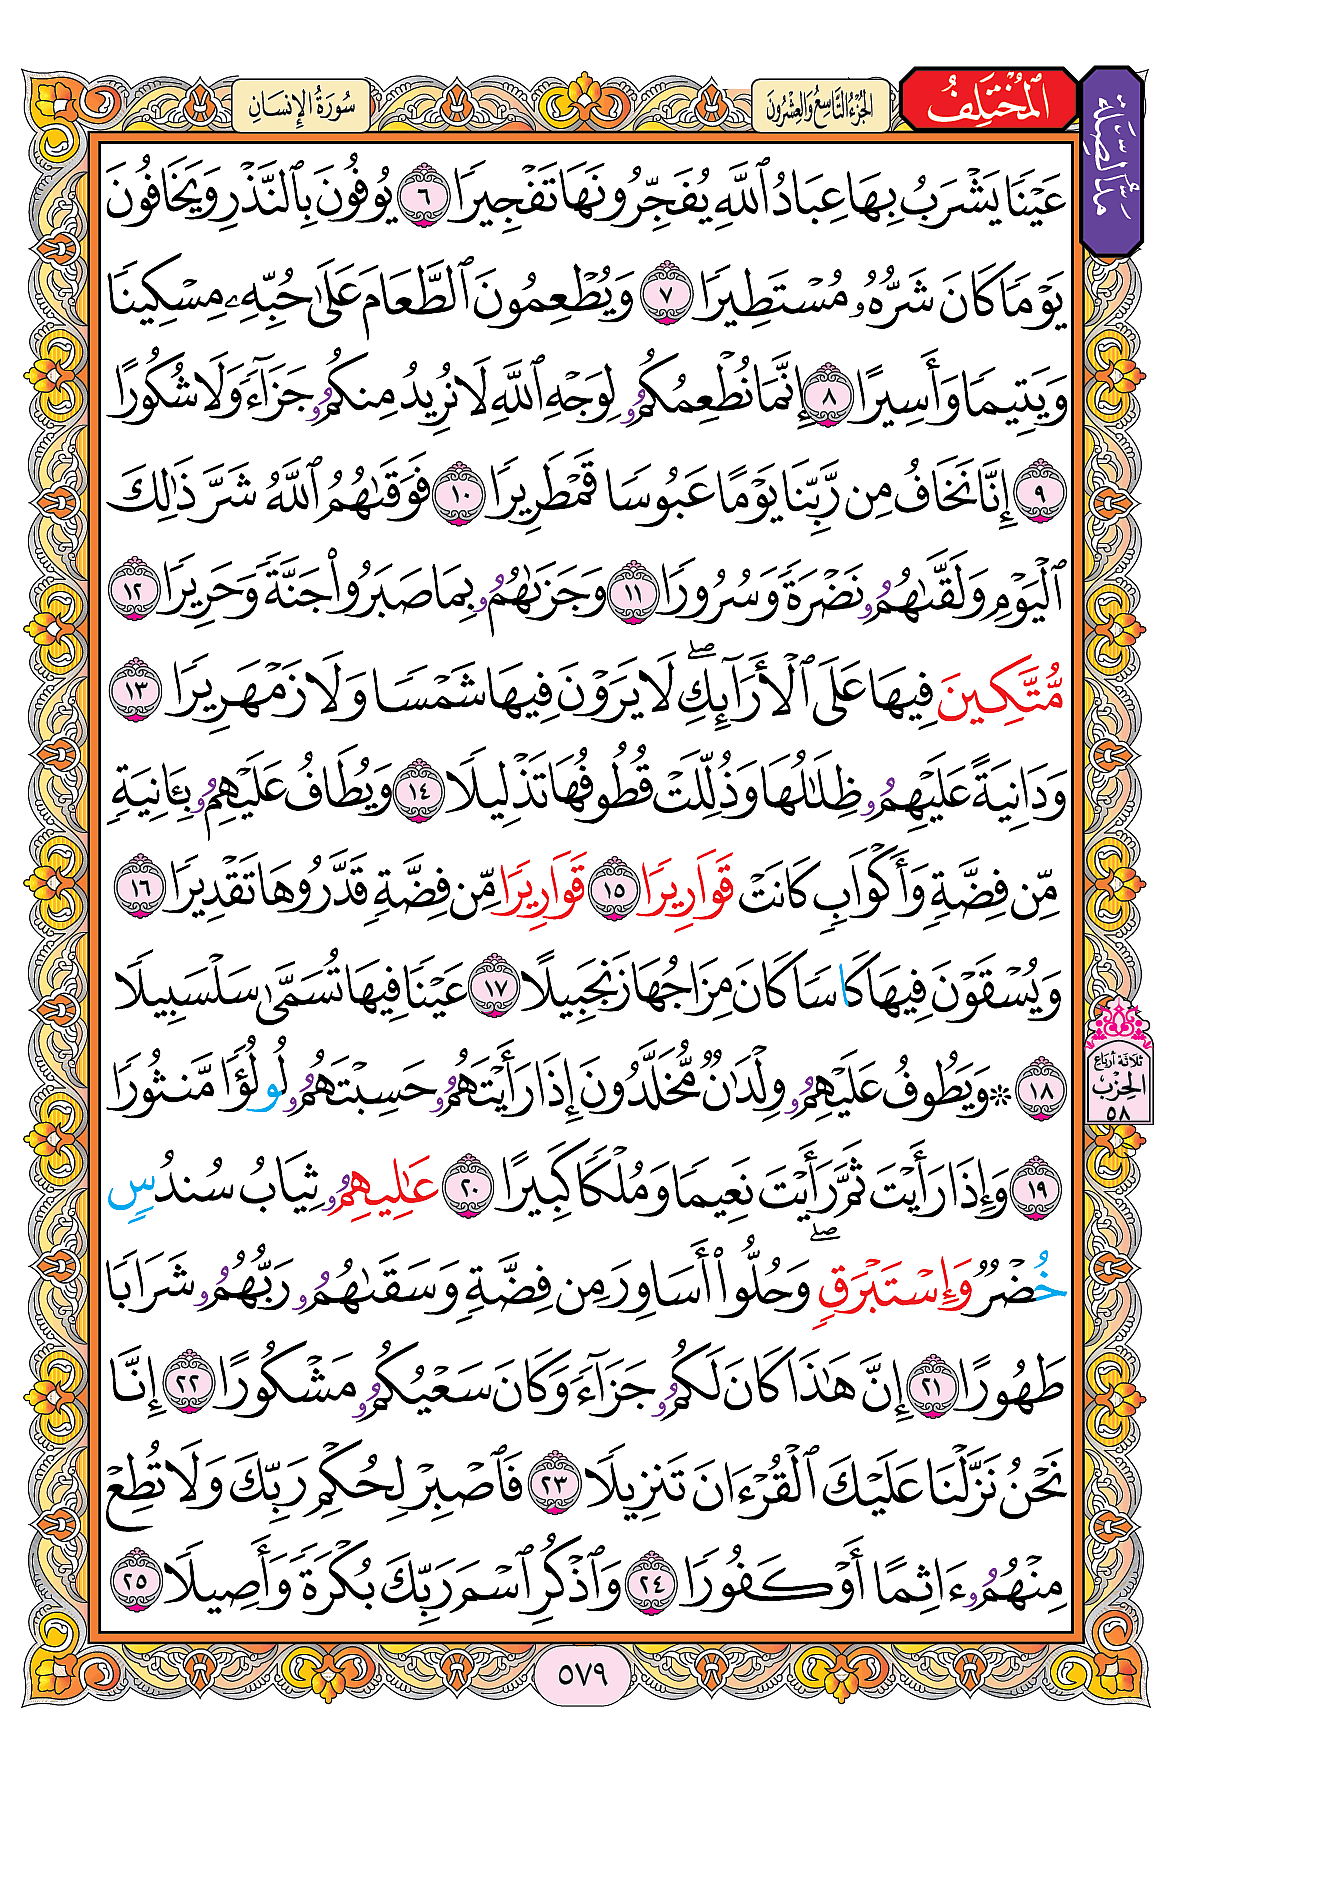 سُورَةُ الإِنسَانِ
الجُزْءُ التَّاسِعُ وَالعِشْرُونَ
ٱلْمُخْتَلِفُ
مَدُّ الصِّلَة
عَيْنٗا يَشْرَبُ بِهَا عِبَادُ ٱللَّهِ يُفَجِّرُونَهَا تَفْجِيرٗا ٦ يُوفُونَ بِٱلنَّذْرِ وَيَخَافُونَ
يَوْمٗا كَانَ شَرُّهُۥ مُسْتَطِيرٗا ٧ وَيُطْعِمُونَ ٱلطَّعَامَ عَلَىٰ حُبِّهِۦ مِسْكِينٗا
وَيَتِيمٗا وَأَسِيرًا ٨ إِنَّمَا نُطْعِمُكُمُۥ لِوَجْهِ ٱللَّهِ لَا نُرِيدُ مِنكُمُۥ جَزَآءٗ وَلَا شُكُورًا
٩ إِنَّا نَخَافُ مِن رَّبِّنَا يَوْمًا عَبُوسٗا قَمْطَرِيرٗا ١٠ فَوَقَىٰهُمُ ٱللَّهُ شَرَّ ذَٰلِكَ
ٱلْيَوْمِ وَلَقَّىٰهُمُۥ نَضْرَةٗ وَسُرُورٗا ١١ وَجَزَىٰهُمُۥ بِمَا صَبَرُواْ جَنَّةٗ وَحَرِيرٗا ١٢
مُّتَّكِينَ فِيهَا عَلَى ٱلْأَرَآئِكِۖ لَا يَرَوْنَ فِيهَا شَمْسٗا وَلَا زَمْهَرِيرٗا ١٣
وَدَانِيَةً عَلَيْهِمُۥ ظِلَٰلُهَا وَذُلِّلَتْ قُطُوفُهَا تَذْلِيلٗا ١٤ وَيُطَافُ عَلَيْهِمُۥ بِـَٔانِيَةٖ
مِّن فِضَّةٖ وَأَكْوَابٖ كَانَتْ قَوَارِيرَا ١٥ قَوَارِيرَا مِّن فِضَّةٖ قَدَّرُوهَا تَقْدِيرٗا ١٦
وَيُسْقَوْنَ فِيهَا كَاسٗا كَانَ مِزَاجُهَا زَنجَبِيلًا ١٧ عَيْنٗا فِيهَا تُسَمَّىٰ سَلْسَبِيلٗا
١٨ ۞ وَيَطُوفُ عَلَيْهِمُۥ وِلْدَٰنٞ مُّخَلَّدُونَ إِذَا رَأَيْتَهُمُۥ حَسِبْتَهُمُۥ لُولُؤٗا مَّنثُورٗا
١٩ وَإِذَا رَأَيْتَ ثَمَّ رَأَيْتَ نَعِيمٗا وَمُلْكٗا كَبِيرًا ٢٠ عَٰلِيهِمُۥ ثِيَابُ سُندُسٍ
خُضْرٞ وَإِسْتَبْرَقٖۖ وَحُلُّوٓاْ أَسَاوِرَ مِن فِضَّةٖ وَسَقَىٰهُمُۥ رَبُّهُمُۥ شَرَابٗا
طَهُورًا ٢١ إِنَّ هَٰذَا كَانَ لَكُمُۥ جَزَآءٗ وَكَانَ سَعْيُكُمُۥ مَشْكُورًا ٢٢ إِنَّا
نَحْنُ نَزَّلْنَا عَلَيْكَ ٱلْقُرْءَانَ تَنزِيلٗا ٢٣ فَٱصْبِرْ لِحُكْمِ رَبِّكَ وَلَا تُطِعْ
مِنْهُمُۥ ءَاثِمًا أَوْ كَفُورٗا ٢٤ وَٱذْكُرِ ٱسْمَ رَبِّكَ بُكْرَةٗ وَأَصِيلٗا ٢٥
ثلاثة أرباع
الحِزْب
٥٨
٥٧٩